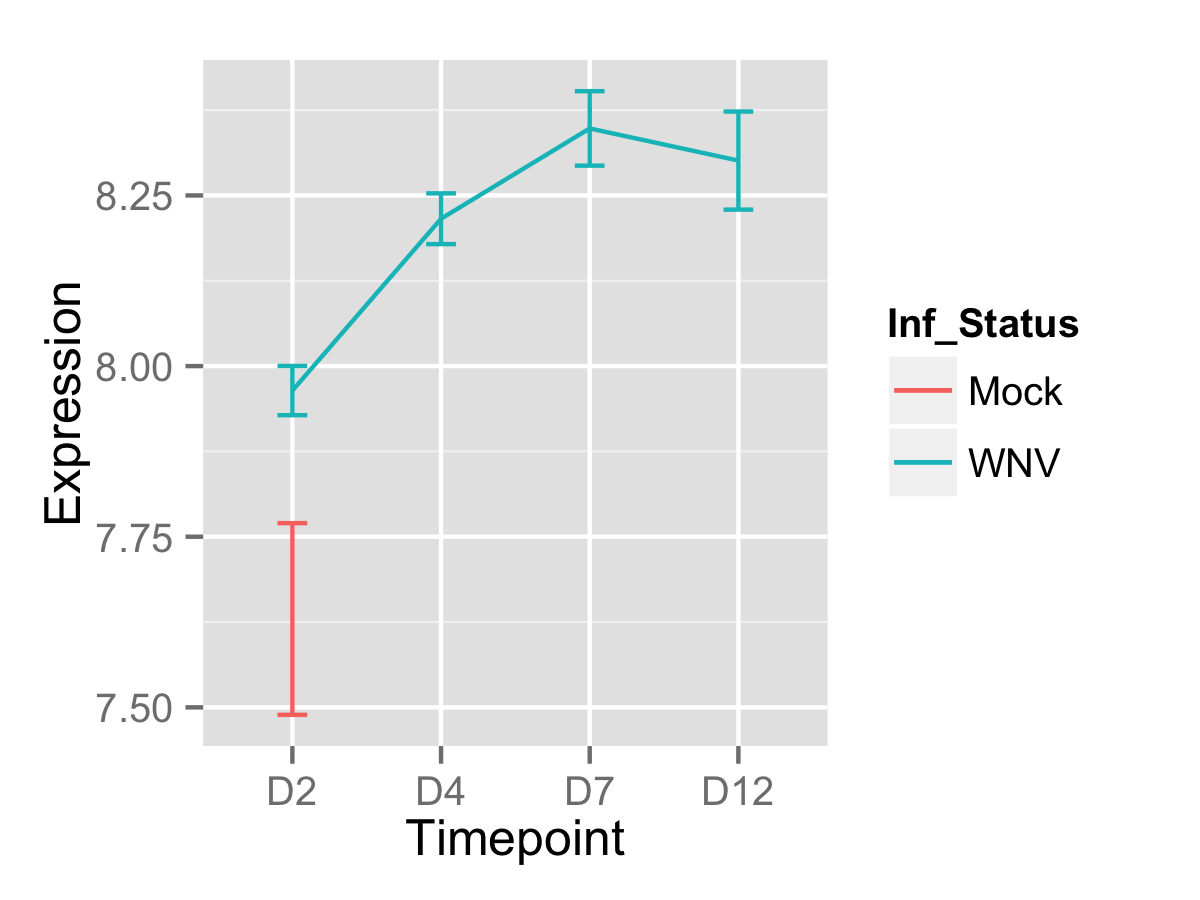 Expression
8.25
8.00
7.75
7.50
D2 D4 D7 D12
Timepoint
Inf_Status
Mock
WNV